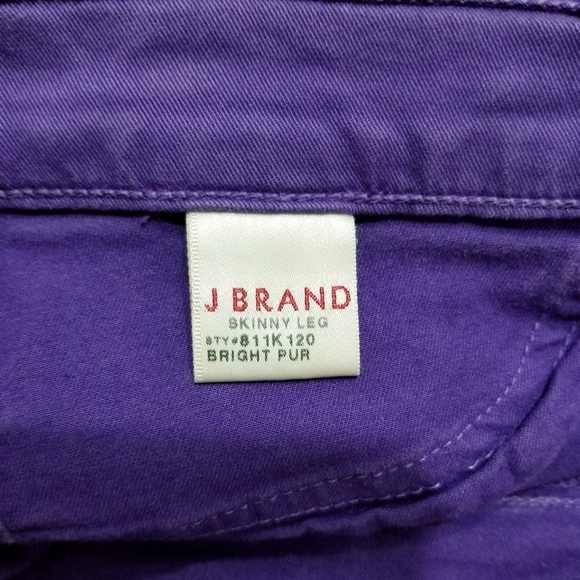 J BRAND
SKINNY LEG
STY#811K120
BRIGHT PUR